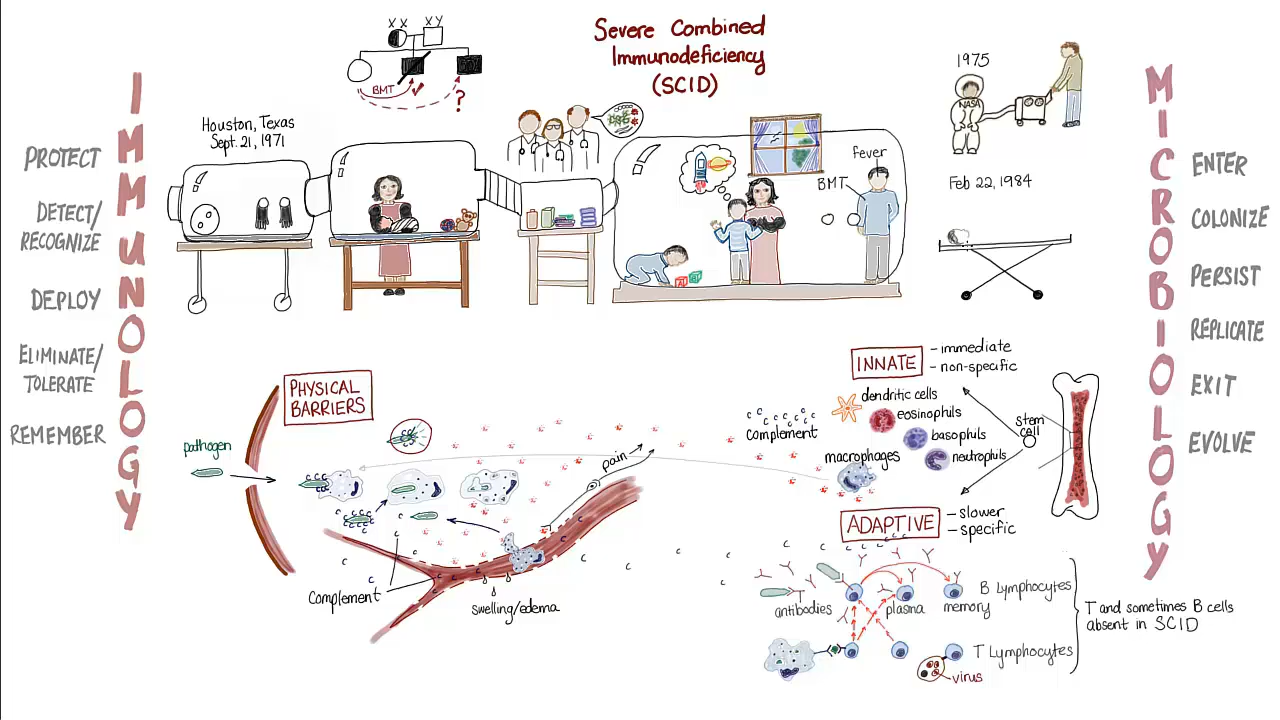 Severe Combined
Immunodeficiency
(SCID)
XX XY
BMT
?
Houston, Texas
Sept. 21, 1971
BMT
Fever
1975
NASA
Feb 22, 1984
IMMUNOLOGY
PROTECT
DETECT/
RECOGNIZE
DEPLOY
ELIMINATE/
TOLERATE
REMEMBER
MICROBIOLOGY
ENTER
COLONIZE
PERSIST
REPLICATE
EXIT
EVOLVE
PHYSICAL
BARRIERS
pathogen
pain
Complement
swelling/edema
INNATE
- immediate
- non-specific
dendritic cells
eosinophils
basophils
neutrophils
macrophages
complement
stem
cell
ADAPTIVE
- slower
- specific
antibodies
plasma
memory
B Lymphocytes
T Lymphocytes
virus
T and sometimes B cells
absent in SCID